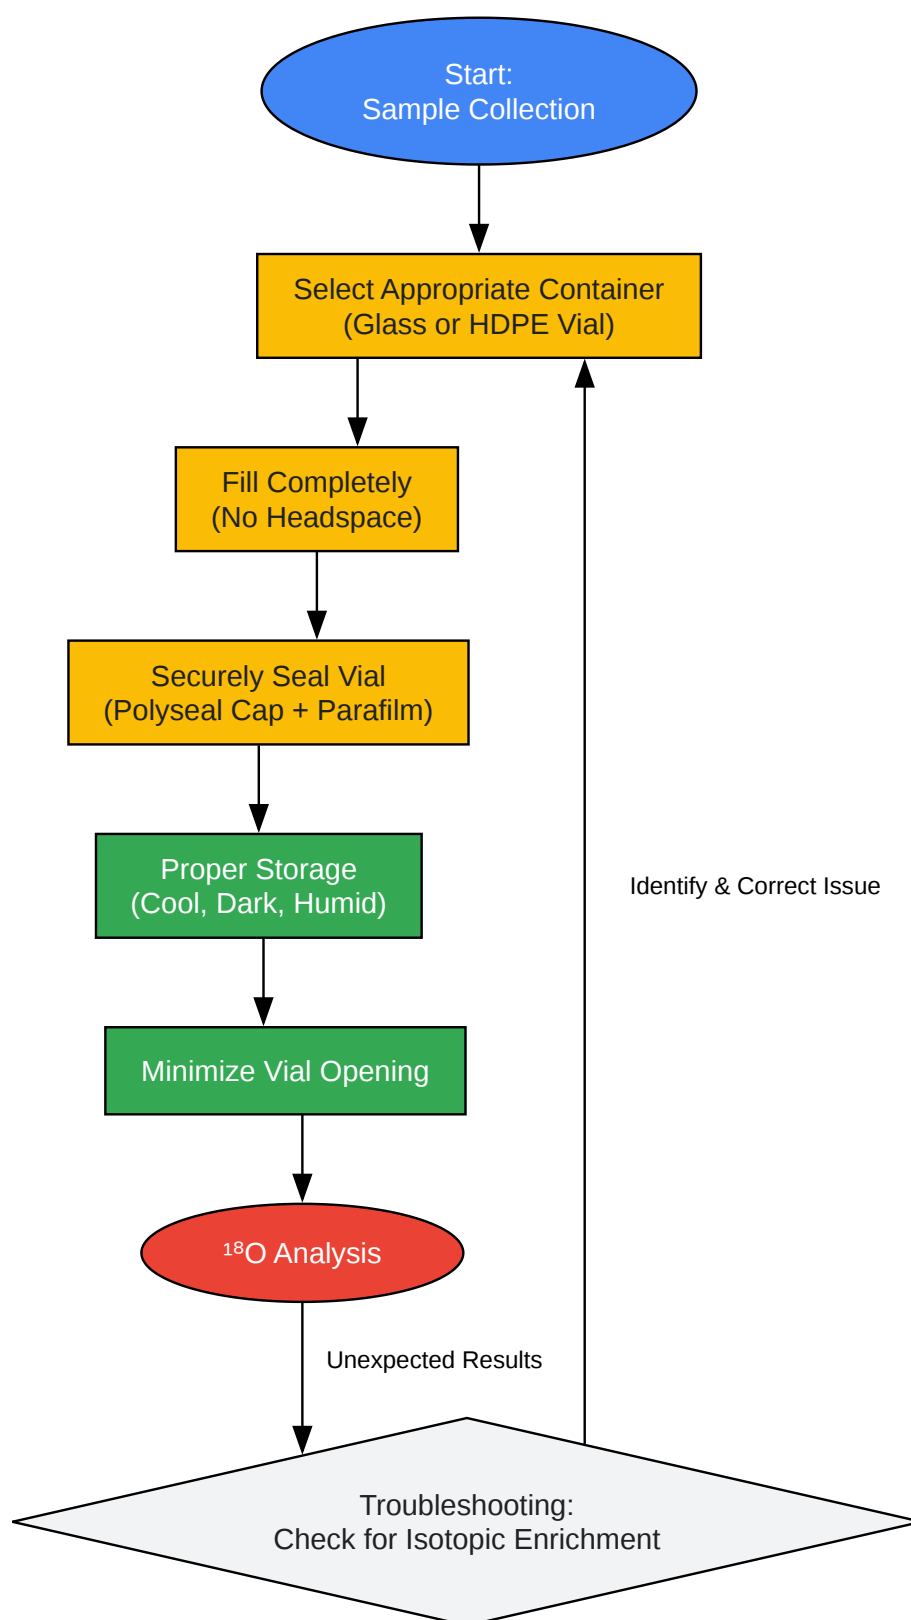 Start:
Sample Collection
Select Appropriate Container
(Glass or HDPE Vial)
Fill Completely
(No Headspace)
Securely Seal Vial
(Polyseal Cap + Parafilm)
Proper Storage
(Cool, Dark, Humid)
Identify & Correct Issue
Minimize Vial Opening
¹⁸O Analysis
Unexpected Results
Troubleshooting:
Check for Isotopic Enrichment